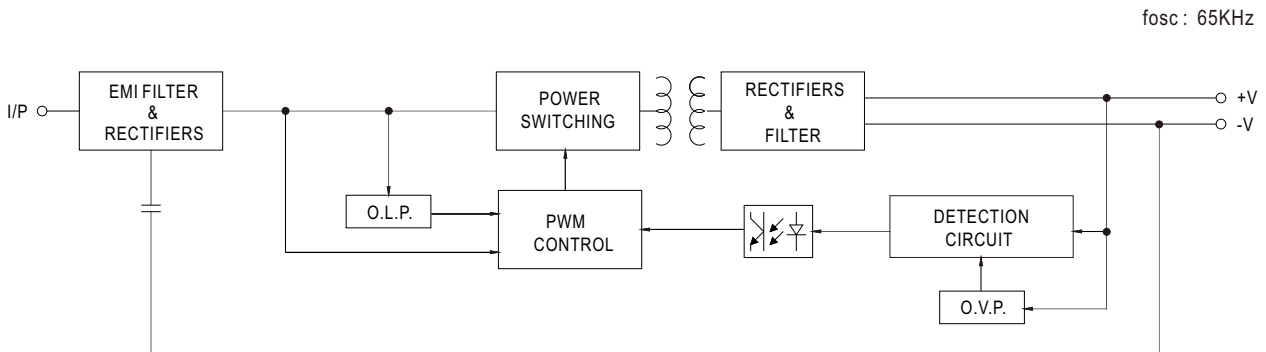 fosc : 65KHz
I/P
EMI FILTER
&
RECTIFIERS
POWER
SWITCHING
RECTIFIERS
&
FILTER
+V
-V
O.L.P.
PWM
CONTROL
DETECTION
CIRCUIT
O.V.P.